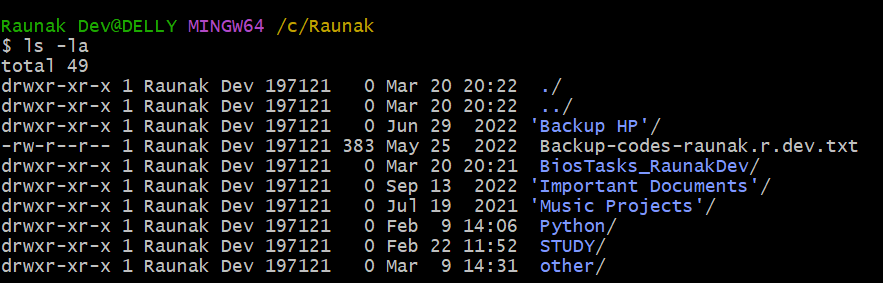 Raunak Dev@DELLY MINGW64 /c/Raunak
$ ls -la
total 49
drwxr-xr-x 1 Raunak Dev 197121   0 Mar 20 20:22  ./
drwxr-xr-x 1 Raunak Dev 197121   0 Mar 20 20:22  ../
drwxr-xr-x 1 Raunak Dev 197121   0 Jun 29  2022 'Backup HP'/
-rw-r--r-- 1 Raunak Dev 197121 383 May 25  2022  Backup-codes-raunak.r.dev.txt
drwxr-xr-x 1 Raunak Dev 197121   0 Mar 20 20:21  BiosTasks_RaunakDev/
drwxr-xr-x 1 Raunak Dev 197121   0 Sep 13  2022 'Important Documents'/
drwxr-xr-x 1 Raunak Dev 197121   0 Jul 19  2021 'Music Projects'/
drwxr-xr-x 1 Raunak Dev 197121   0 Feb  9 14:06  Python/
drwxr-xr-x 1 Raunak Dev 197121   0 Feb 22 11:52  STUDY/
drwxr-xr-x 1 Raunak Dev 197121   0 Mar  9 14:31  other/